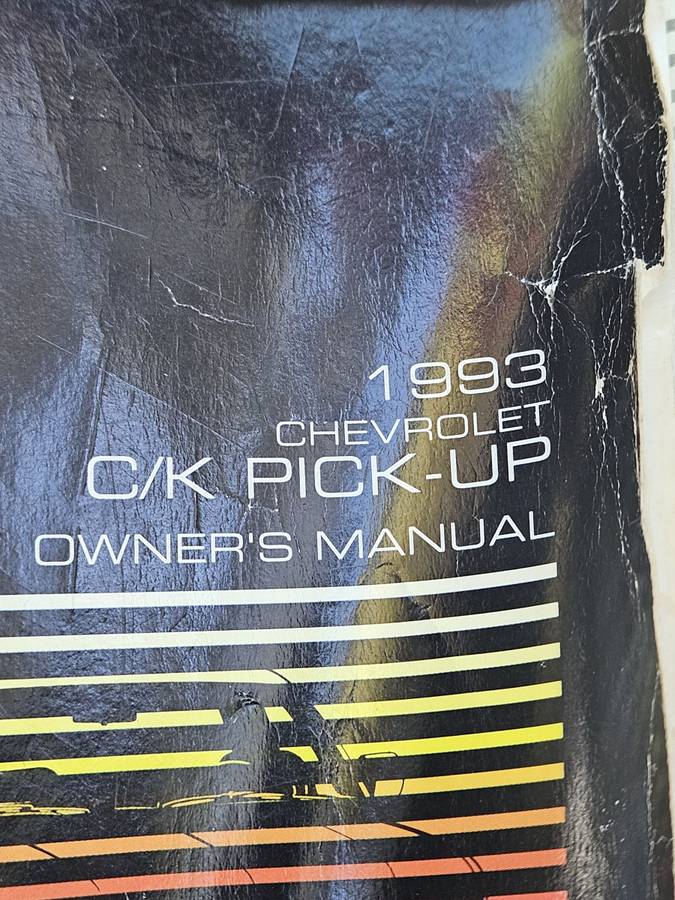 1993
CHEVROLET
C/K PICK-UP
OWNER'S MANUAL